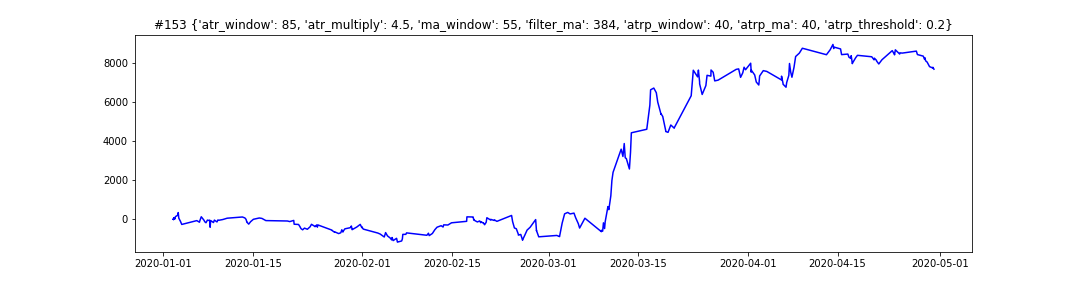 #153 {'atr_window': 85, 'atr_multiply': 4.5, 'ma_window': 55, 'filter_ma': 384, 'atrp_window': 40, 'atrp_ma': 40, 'atrp_threshold': 0.2}
8000
6000
4000
2000
0
2020-01-01 2020-01-15 2020-02-01 2020-02-15 2020-03-01 2020-03-15 2020-04-01 2020-04-15 2020-05-01